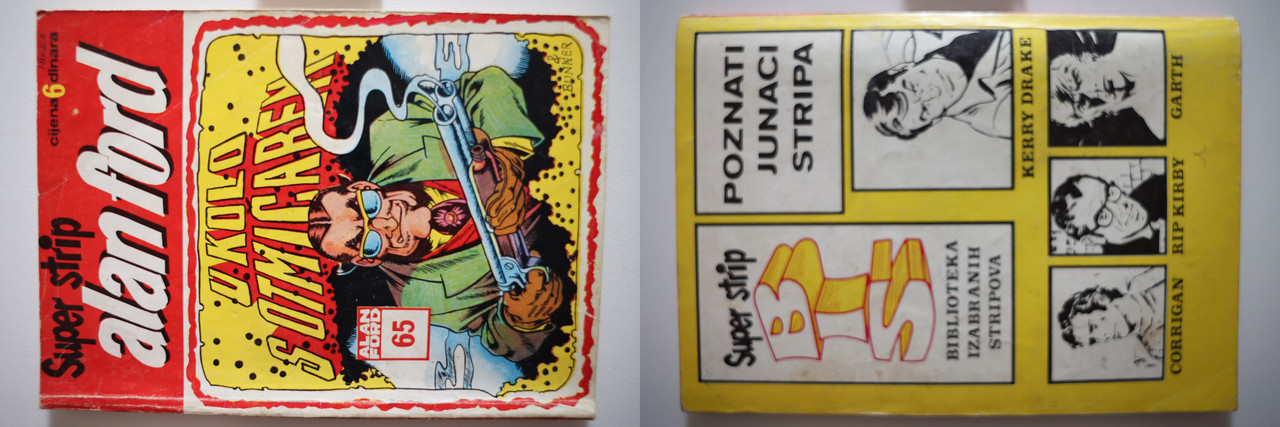 Super strip
cijena 6 dinara
alan ford
U KOLO
S OTMIČAREM
& BUNKER
ALAN
FORD
65
POZNATI
JUNACI
STRIPA
KERRY DRAKE
GARTH
Super strip
BIS
BIBLIOTEKA
IZABRANIH
STRIPOVA
RIP KIRBY
CORRIGAN